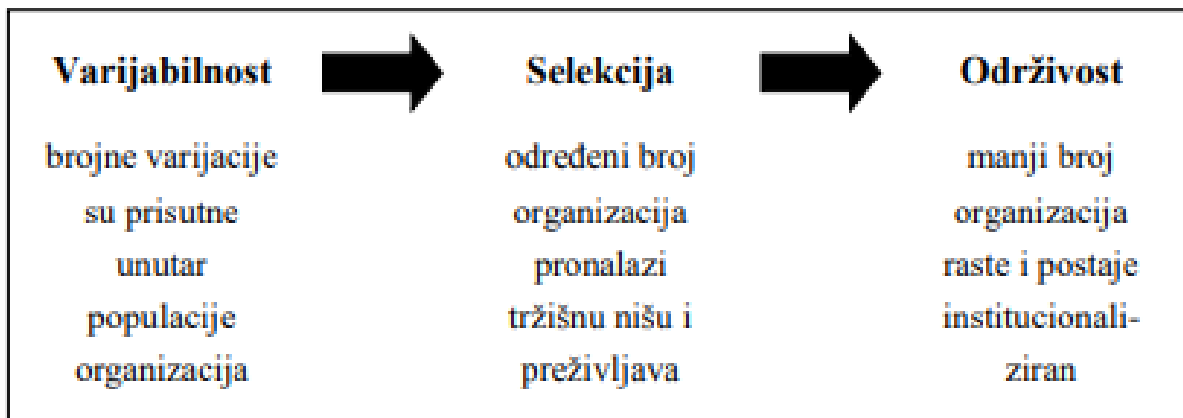 Varijabilnost
brojne varijacije
su prisutne
unutar
populacije
organizacija
Selekcija
određeni broj
organizacija
pronalazi
tržišnu nišu i
preživljava
Održivost
manji broj
organizacija
raste i postaje
institucionali-
ziran